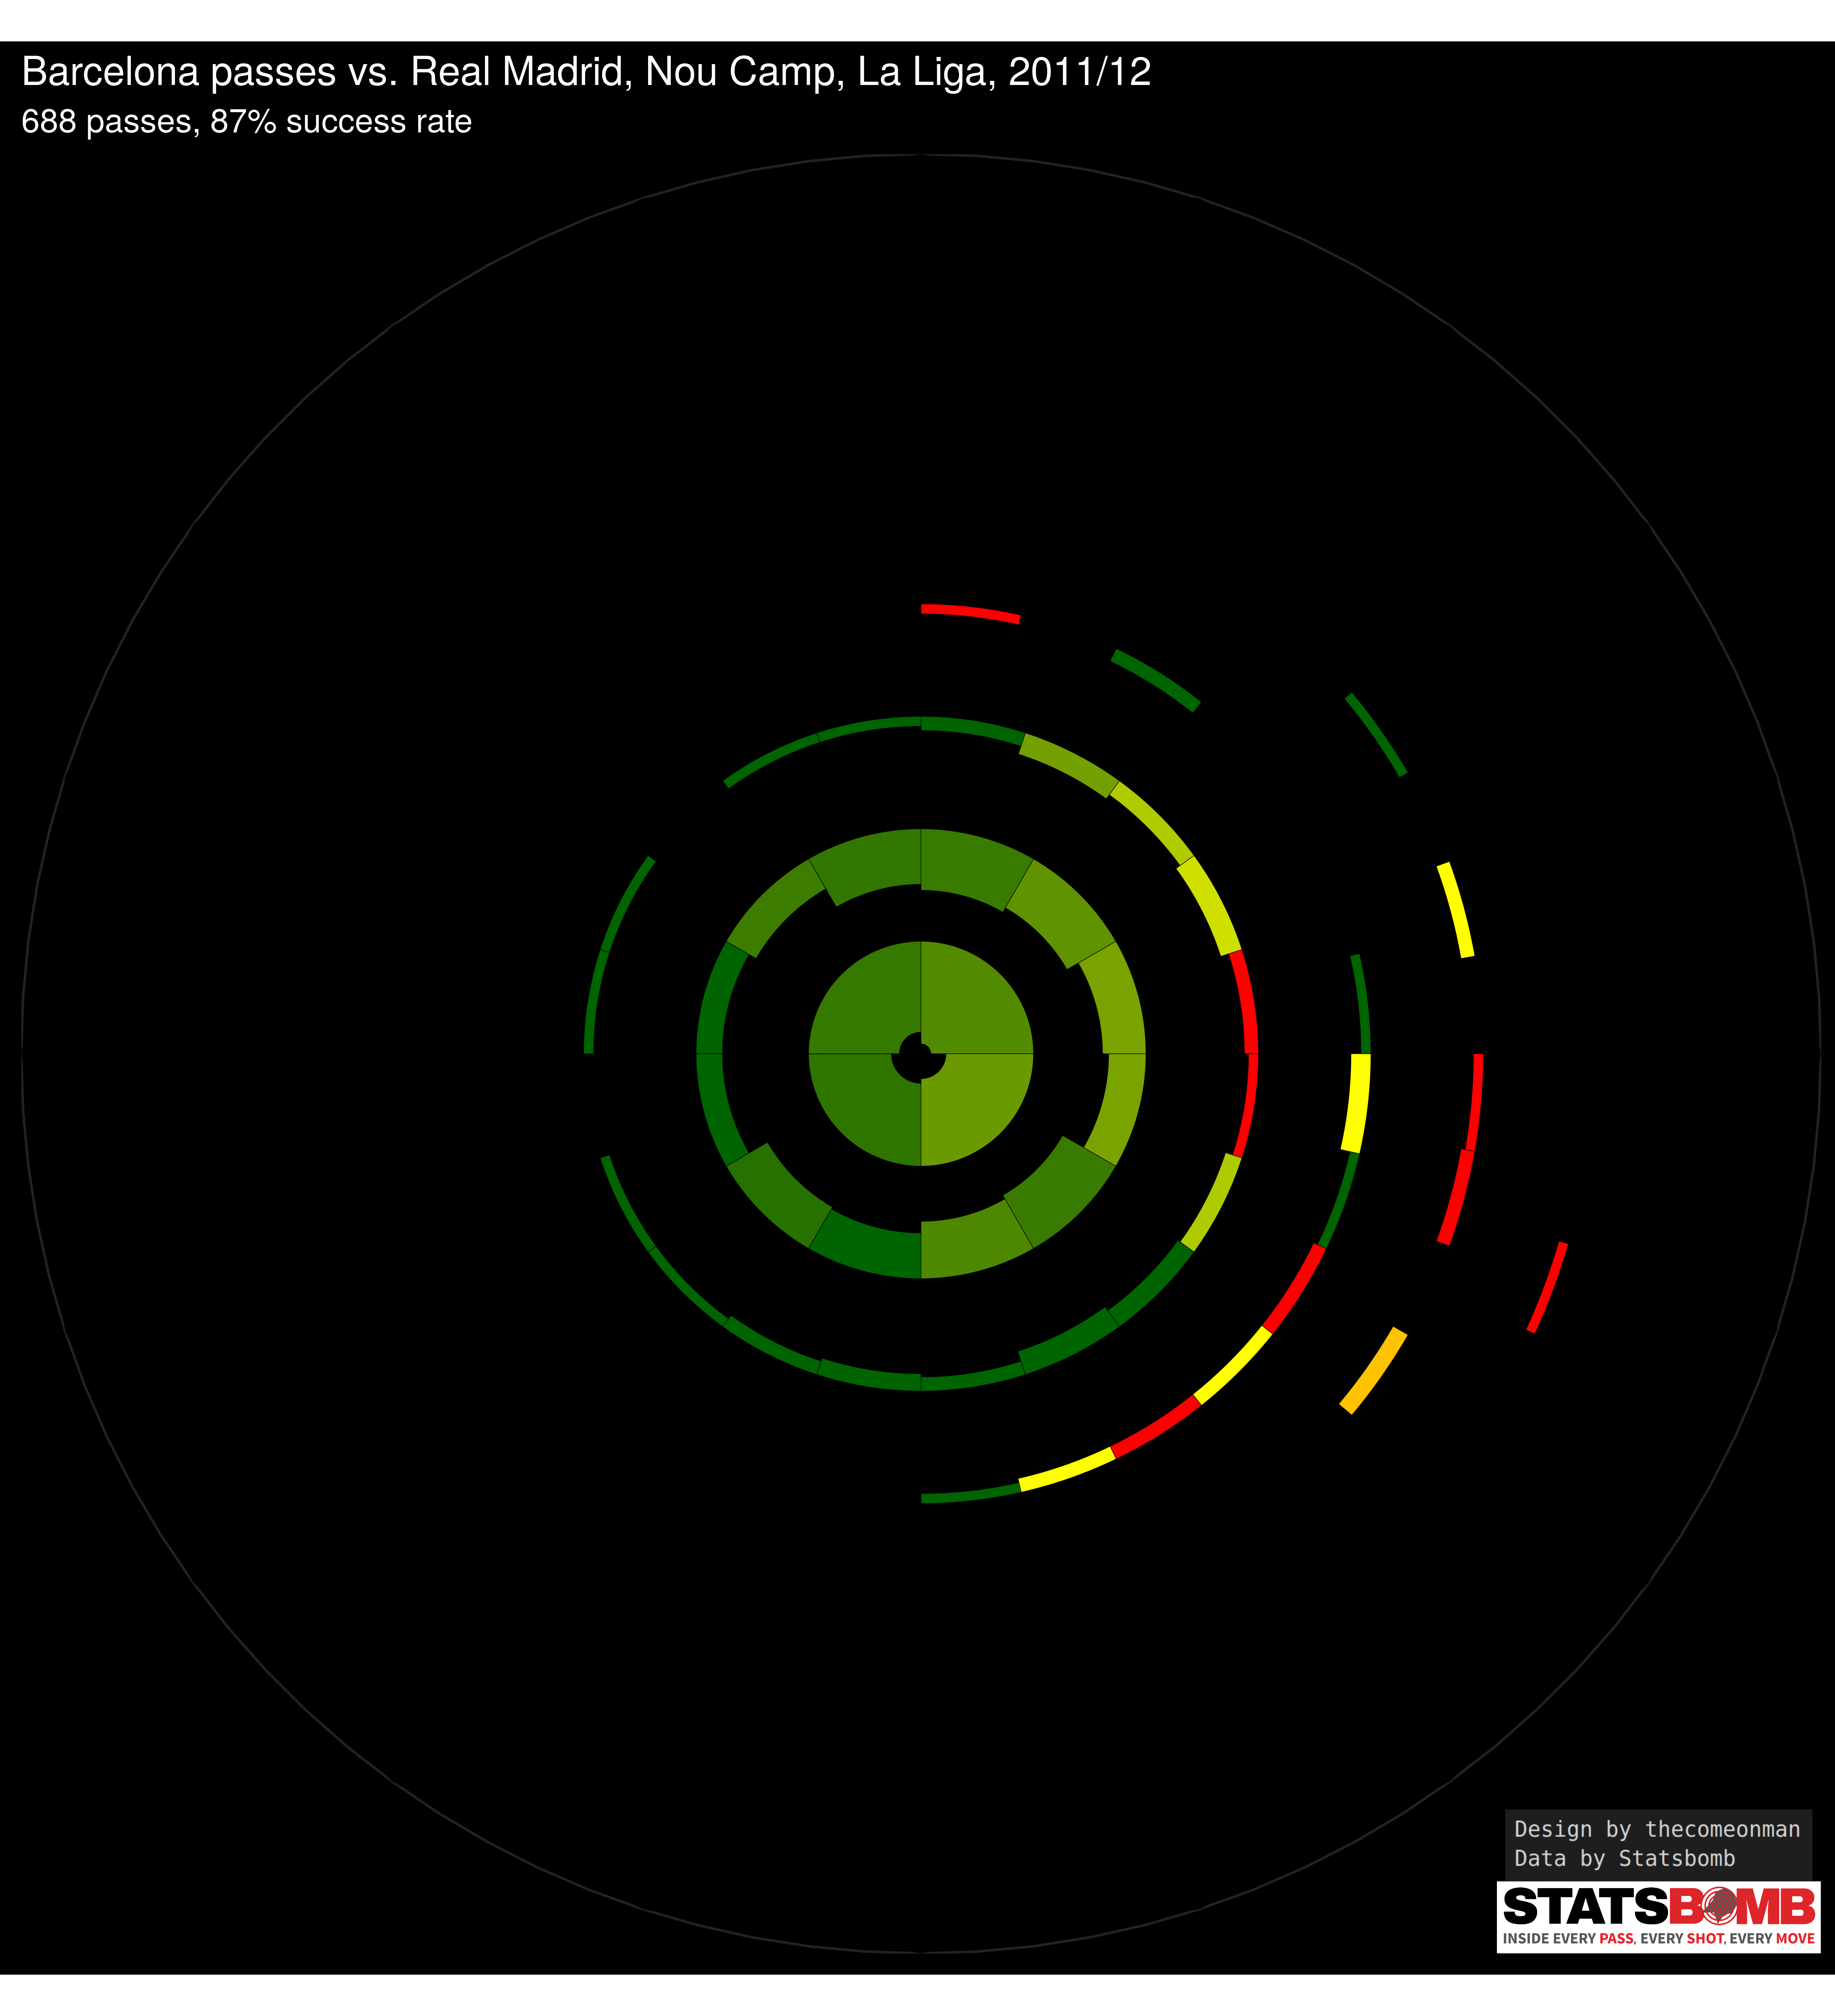 Barcelona passes vs. Real Madrid, Nou Camp, La Liga, 2011/12
688 passes, 87% success rate
Design by thecomeonman
Data by Statsbomb
STATSBOMB
INSIDE EVERY PASS, EVERY SHOT, EVERY MOVE